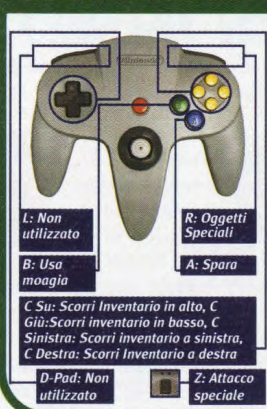 Nintendo
L: Non
utilizzato
R: Oggetti
Speciali
B: Usa
moagia
A: Spara
C Su: Scorri Inventario in alto, C
Giù:Scorri inventario in basso, C
Sinistra: Scorri inventario a sinistra,
C Destra: Scorri Inventario a destra
D-Pad: Non
utilizzato
Z: Attacco
speciale